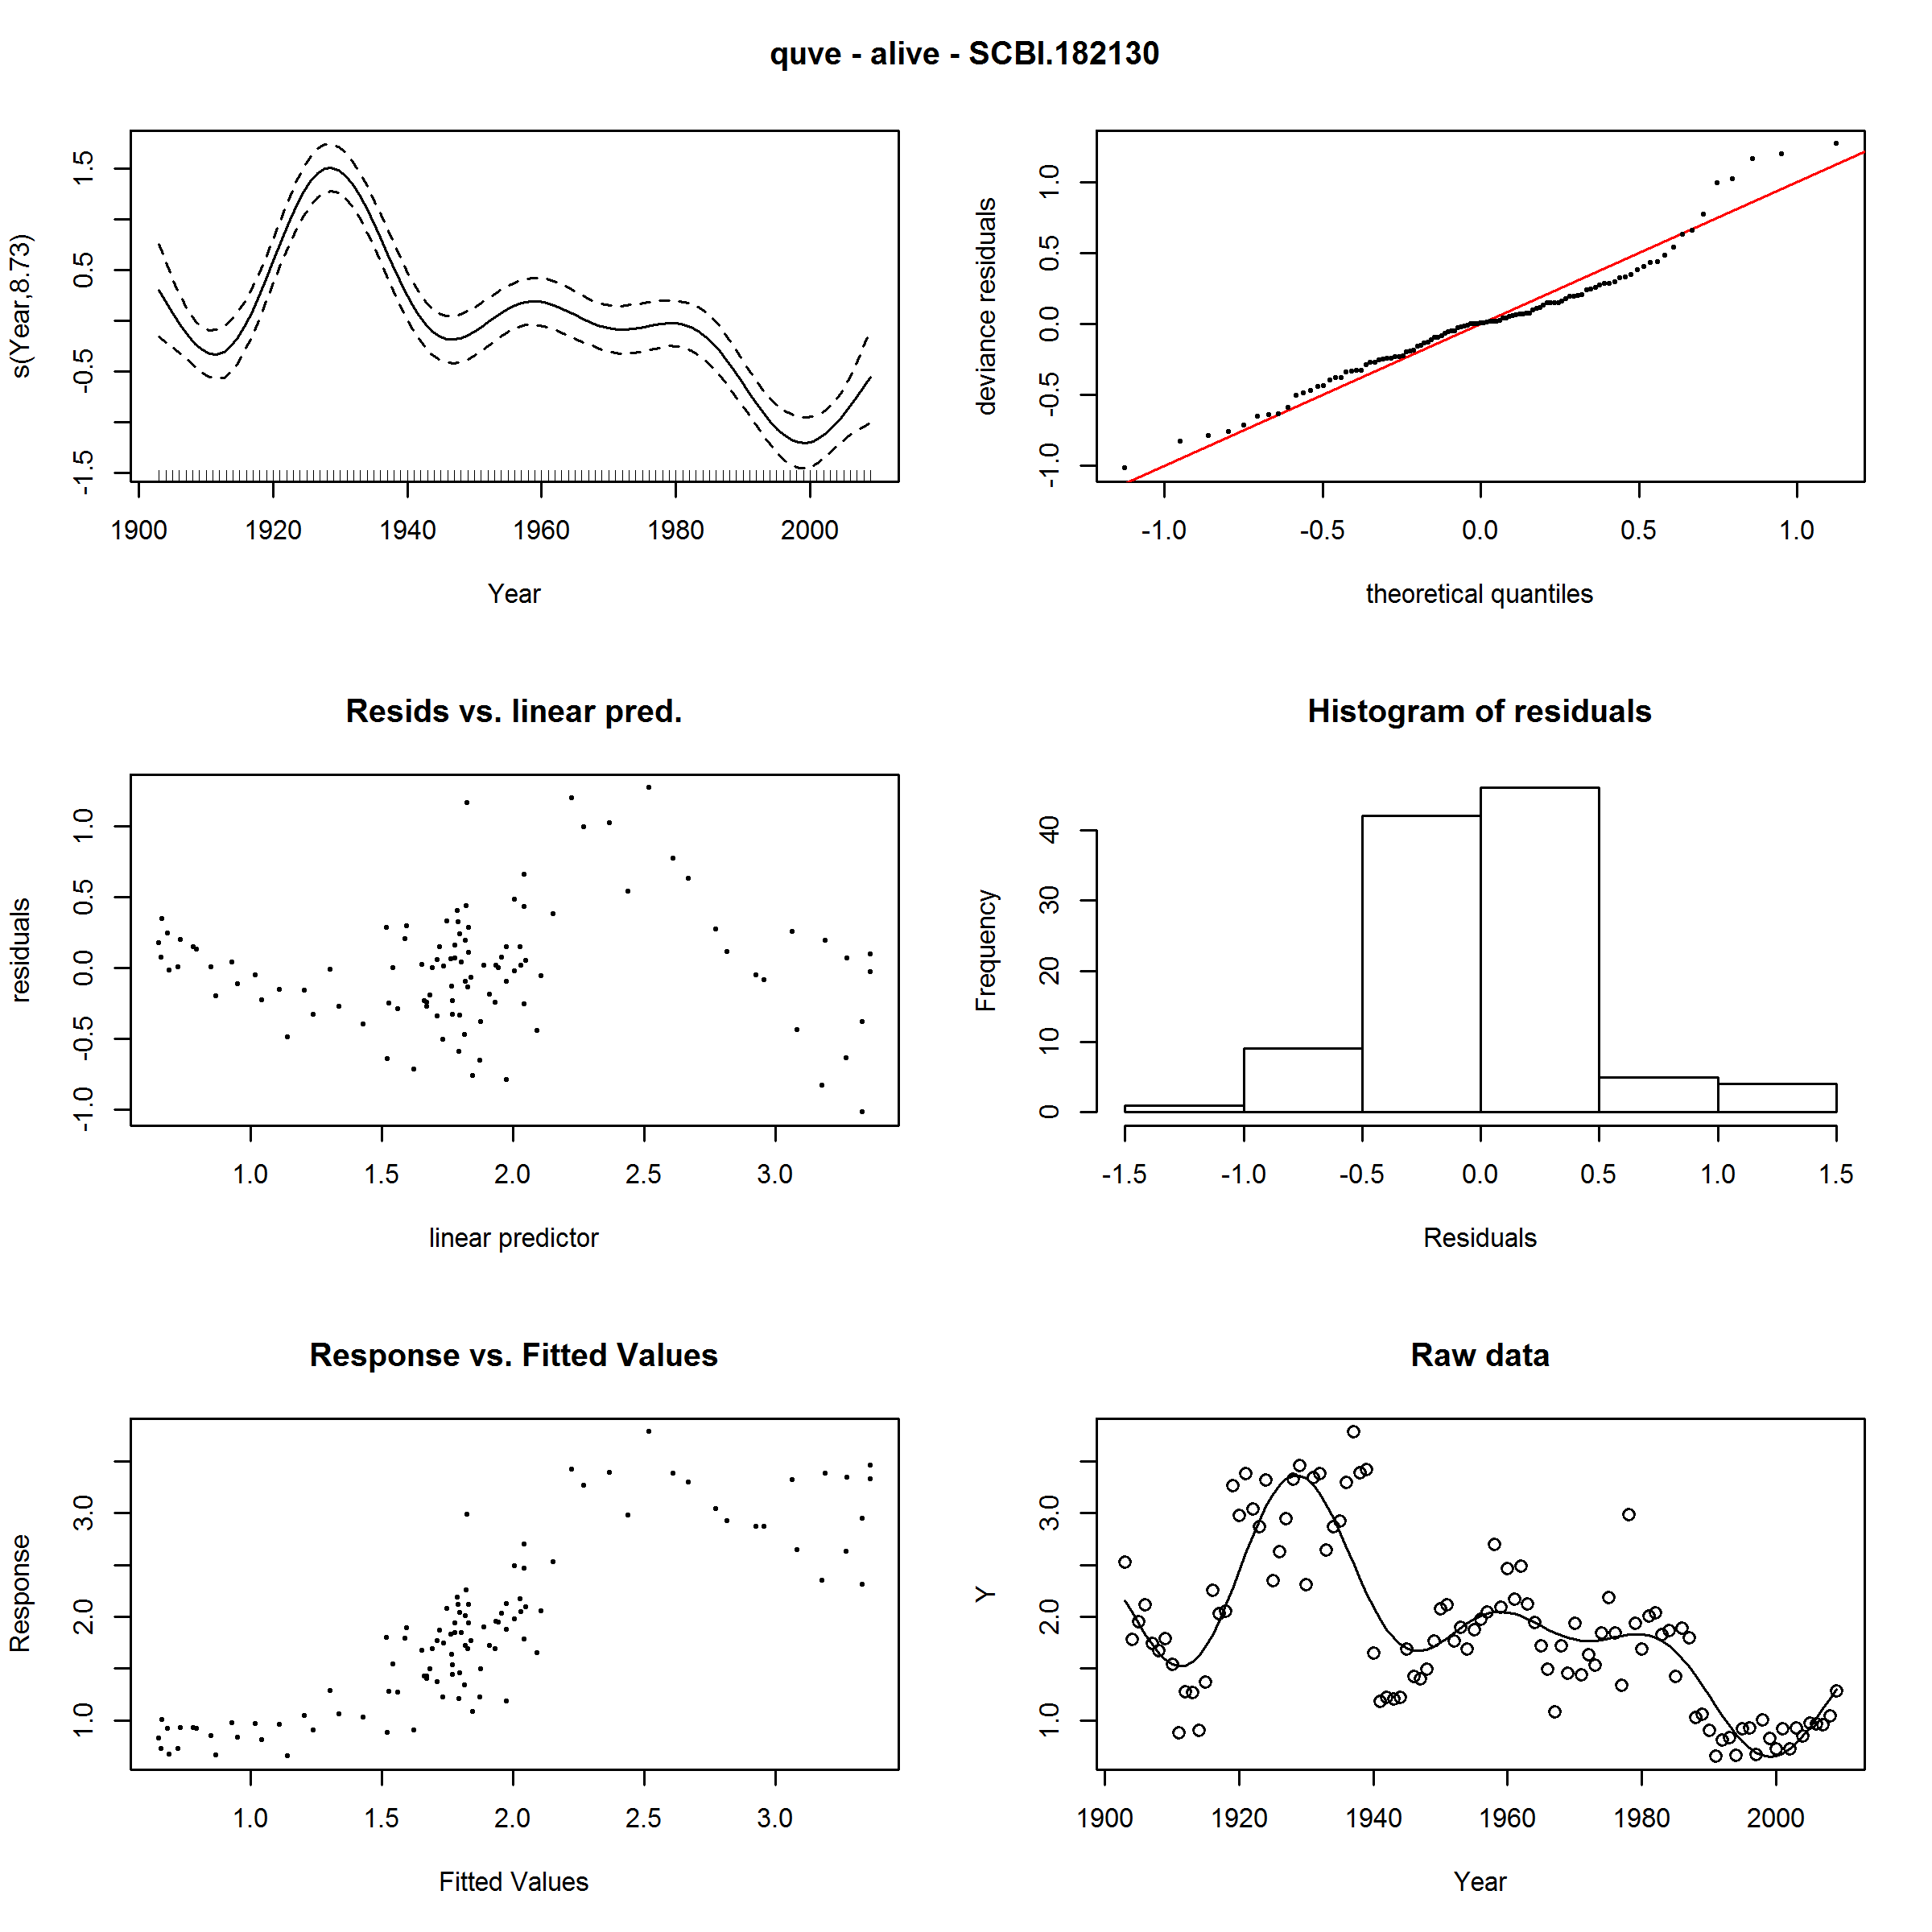 quve - alive - SCBI.182130
s(Year,8.73)
1.5
0.5
-0.5
-1.5
1900 1920 1940 1960 1980 2000
Year
deviance residuals
1.0
0.5
0.0
-0.5
-1.0
-1.0 -0.5 0.0 0.5 1.0
theoretical quantiles
Resids vs. linear pred.
residuals
1.0
0.5
0.0
-0.5
-1.0
1.0 1.5 2.0 2.5 3.0
linear predictor
Histogram of residuals
Frequency
40
30
20
10
0
-1.5 -1.0 -0.5 0.0 0.5 1.0 1.5
Residuals
Response vs. Fitted Values
Response
3.0
2.0
1.0
1.0 1.5 2.0 2.5 3.0
Fitted Values
Raw data
Y
3.0
2.0
1.0
1900 1920 1940 1960 1980 2000
Year